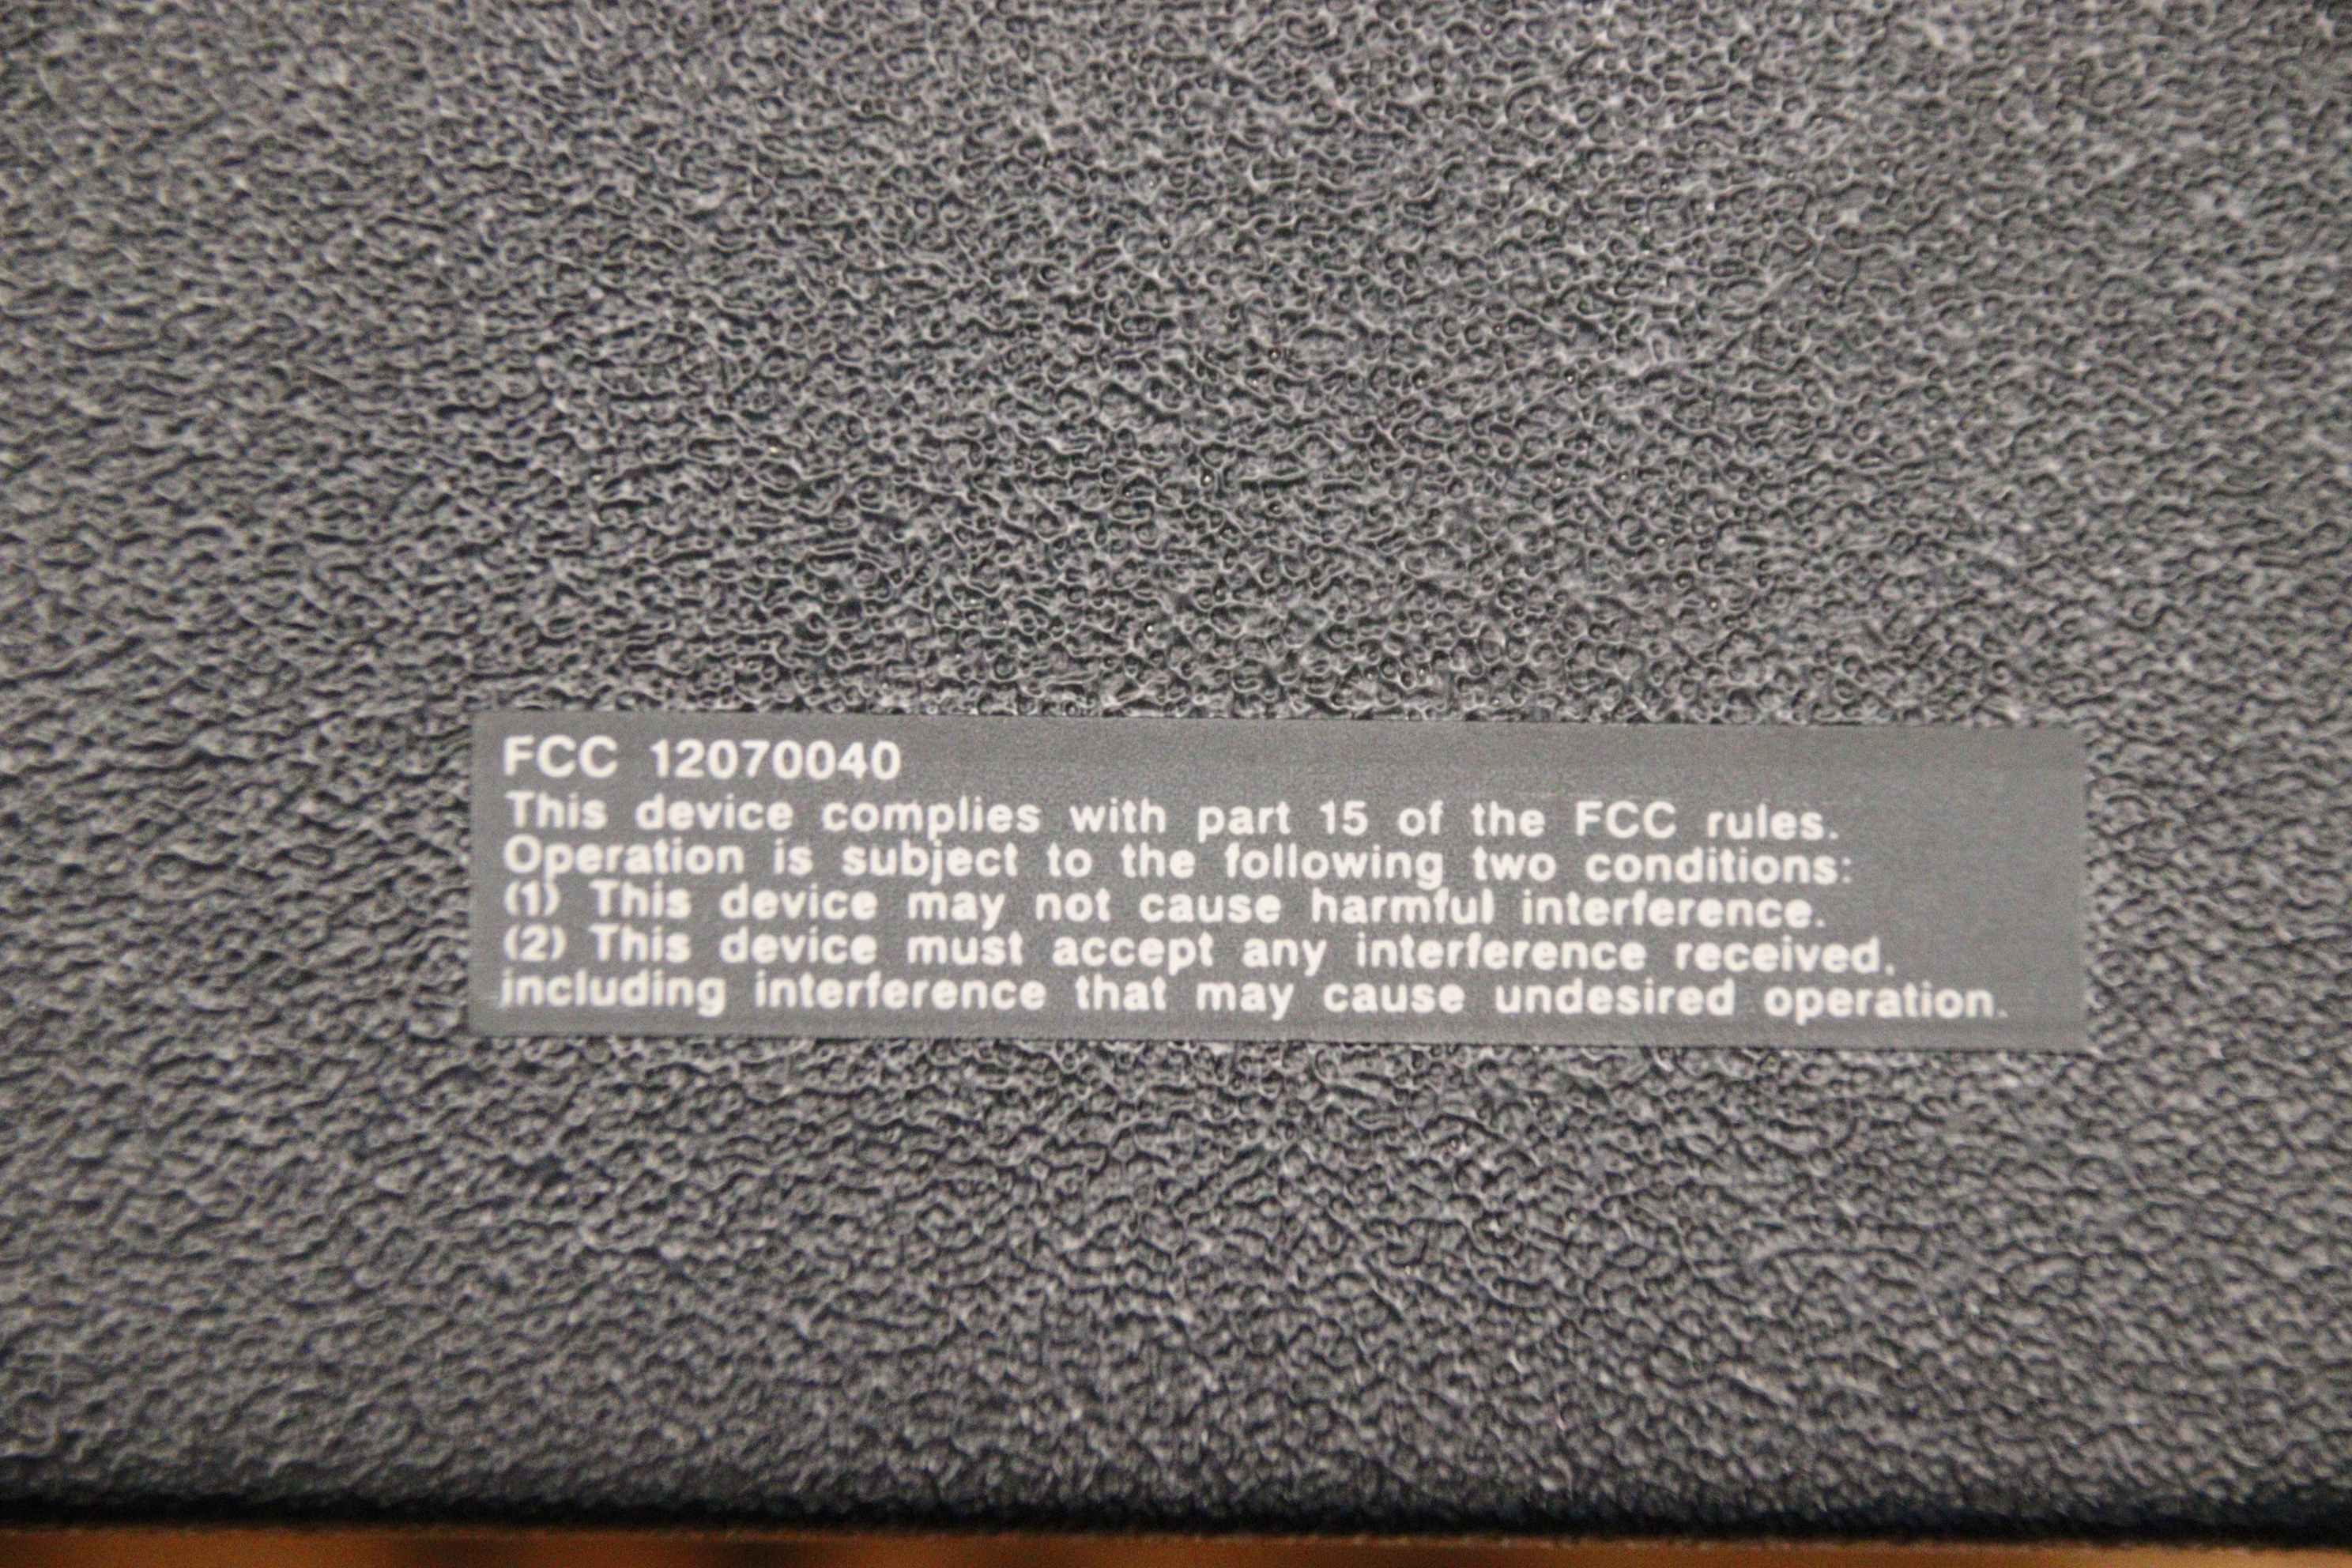 FCC 12070040
This device complies with part 15 of the FCC rules.
Operation is subject to the following two conditions:
(1) This device may not cause harmful interference.
(2) This device must accept any interference received.
including interference that may cause undesired operation.